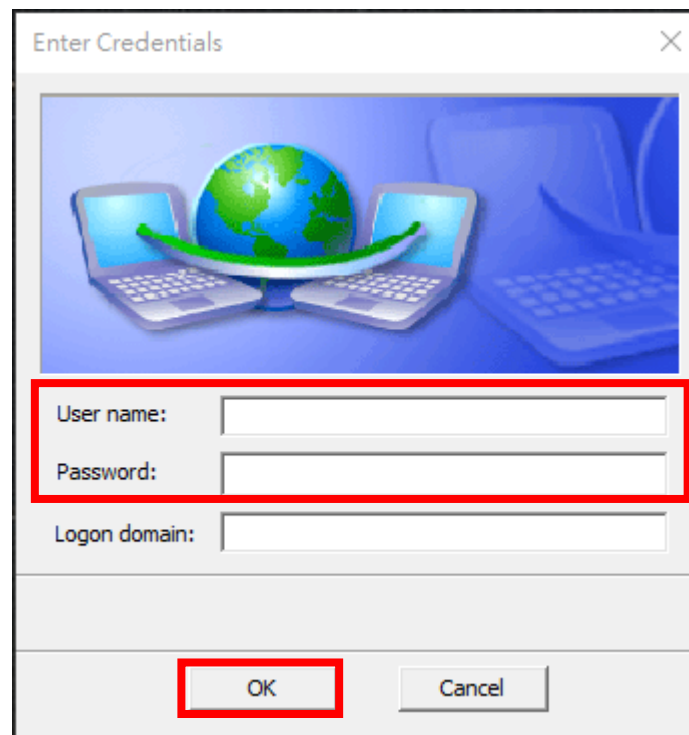 Enter Credentials
User name:
Password:
Logon domain:
OK
Cancel